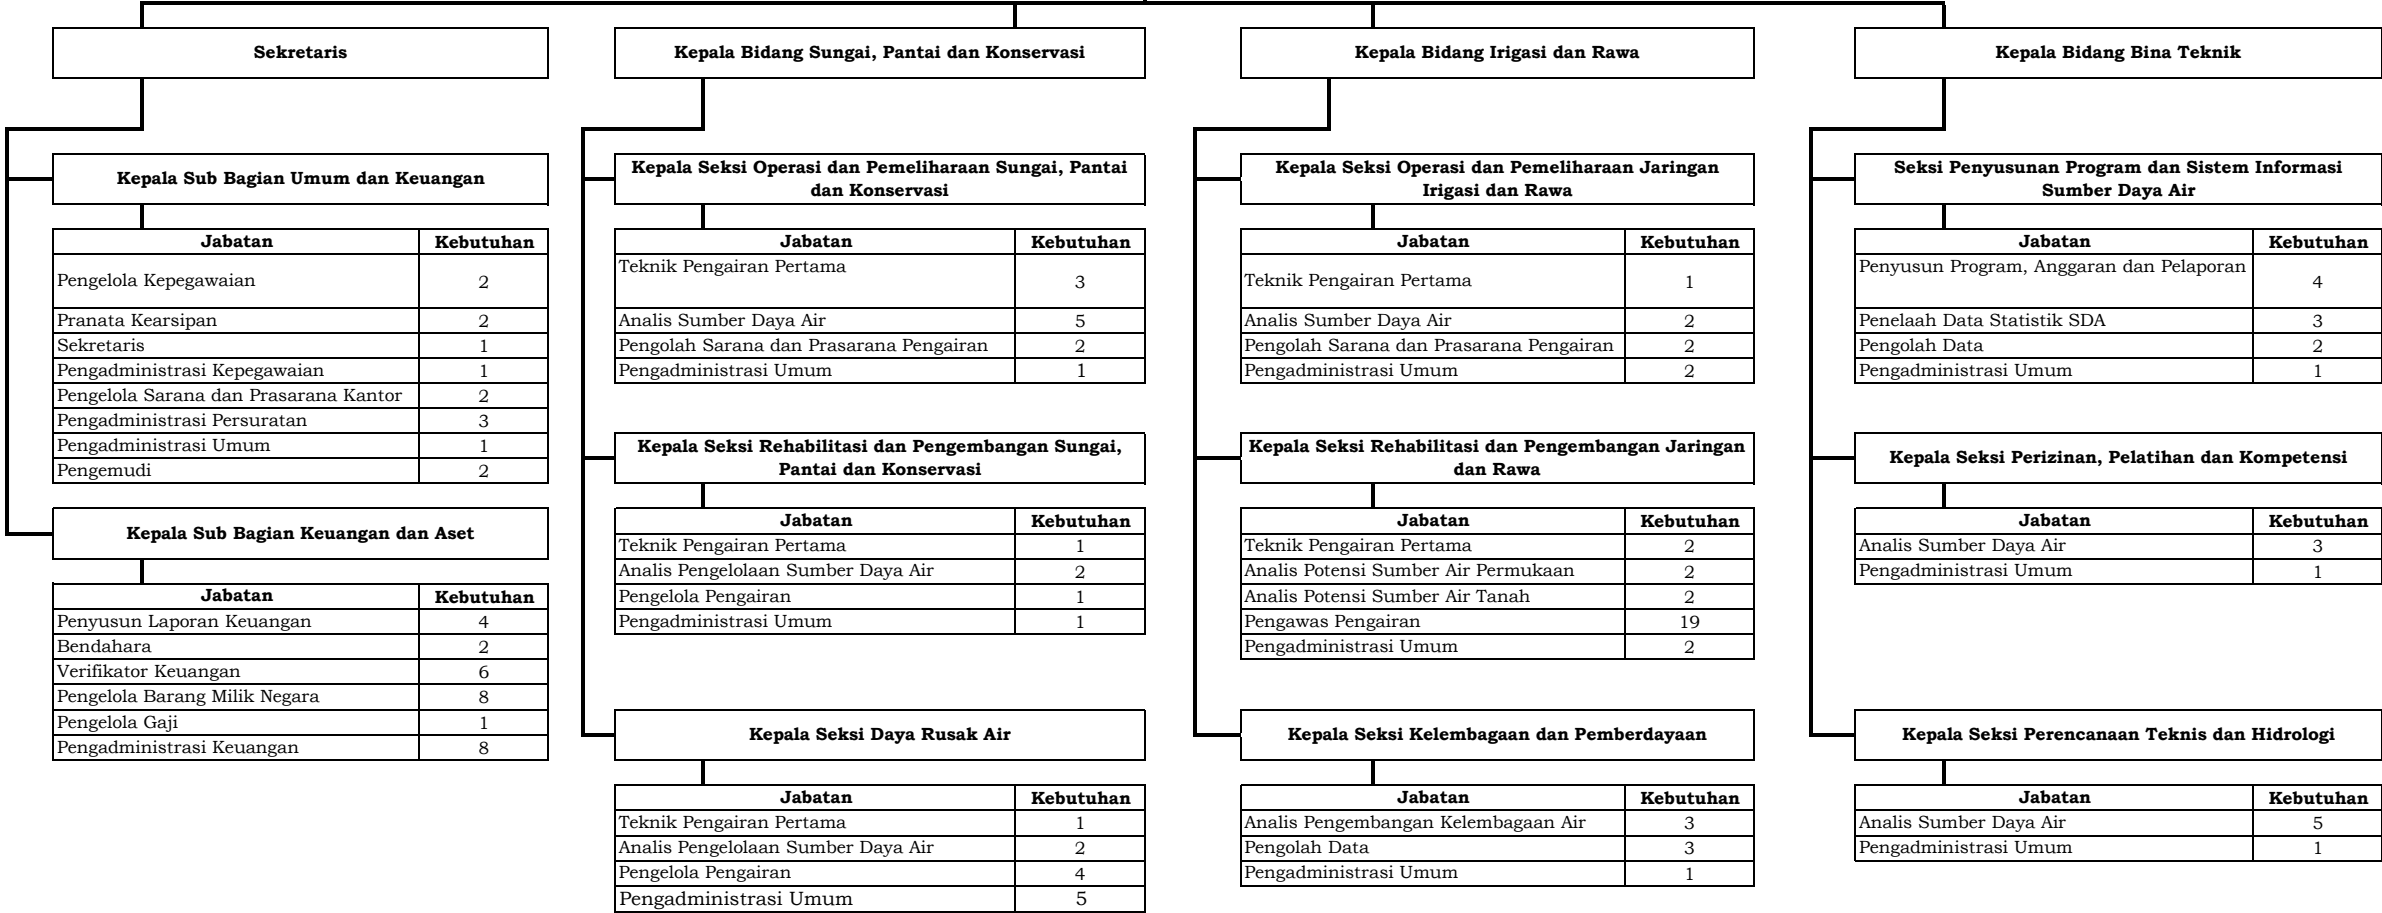 Sekretaris
Kepala Sub Bagian Umum dan Keuangan
Jabatan Kebutuhan
Pengelola Kepegawaian 2
Pranata Kearsipan 2
Sekretaris 1
Pengadministrasi Kepegawaian 1
Pengelola Sarana dan Prasarana Kantor 2
Pengadministrasi Persuratan 3
Pengadministrasi Umum 1
Pengemudi 2
Kepala Sub Bagian Keuangan dan Aset
Jabatan Kebutuhan
Penyusun Laporan Keuangan 4
Bendahara 2
Verifikator Keuangan 6
Pengelola Barang Milik Negara 8
Pengelola Gaji 1
Pengadministrasi Keuangan 8
Kepala Bidang Sungai, Pantai dan Konservasi
Kepala Seksi Operasi dan Pemeliharaan Sungai, Pantai
dan Konservasi
Jabatan Kebutuhan
Teknik Pengairan Pertama 3
Analis Sumber Daya Air 5
Pengolah Sarana dan Prasarana Pengairan 2
Pengadministrasi Umum 1
Kepala Seksi Rehabilitasi dan Pengembangan Sungai,
Pantai dan Konservasi
Jabatan Kebutuhan
Teknik Pengairan Pertama 1
Analis Pengelolaan Sumber Daya Air 2
Pengelola Pengairan 1
Pengadministrasi Umum 1
Kepala Seksi Daya Rusak Air
Jabatan Kebutuhan
Teknik Pengairan Pertama 1
Analis Pengelolaan Sumber Daya Air 2
Pengelola Pengairan 4
Pengadministrasi Umum 5
Kepala Bidang Irigasi dan Rawa
Kepala Seksi Operasi dan Pemeliharaan Jaringan
Irigasi dan Rawa
Jabatan Kebutuhan
Teknik Pengairan Pertama 1
Analis Sumber Daya Air 2
Pengolah Sarana dan Prasarana Pengairan 2
Pengadministrasi Umum 2
Kepala Seksi Rehabilitasi dan Pengembangan Jaringan
dan Rawa
Jabatan Kebutuhan
Teknik Pengairan Pertama 2
Analis Potensi Sumber Air Permukaan 2
Analis Potensi Sumber Air Tanah 2
Pengawas Pengairan 19
Pengadministrasi Umum 2
Kepala Seksi Kelembagaan dan Pemberdayaan
Jabatan Kebutuhan
Analis Pengembangan Kelembagaan Air 3
Pengolah Data 3
Pengadministrasi Umum 1
Kepala Bidang Bina Teknik
Seksi Penyusunan Program dan Sistem Informasi
Sumber Daya Air
Jabatan Kebutuhan
Penyusun Program, Anggaran dan Pelaporan 4
Penelaah Data Statistik SDA 3
Pengolah Data 2
Pengadministrasi Umum 1
Kepala Seksi Perizinan, Pelatihan dan Kompetensi
Jabatan Kebutuhan
Analis Sumber Daya Air 3
Pengadministrasi Umum 1
Kepala Seksi Perencanaan Teknis dan Hidrologi
Jabatan Kebutuhan
Analis Sumber Daya Air 5
Pengadministrasi Umum 1